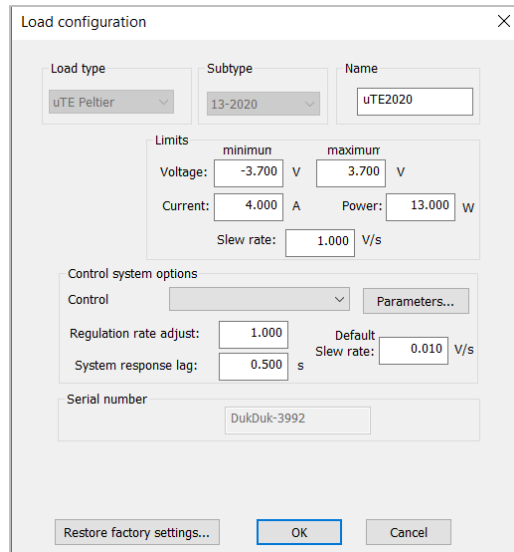 Load configuration
Load type
Subtype
Name
uTE Peltier
13-2020
uTE2020
Limits
minimum
maximum
Voltage: -3.700 V 3.700 V
Current: 4.000 A Power: 13.000 W
Slew rate: 1.000 V/s
Control system options
Control
Parameters...
Regulation rate adjust: 1.000
Default
Slew rate: 0.010 V/s
System response lag: 0.500 s
Serial number
DukDuk-3992
Restore factory settings...
OK
Cancel